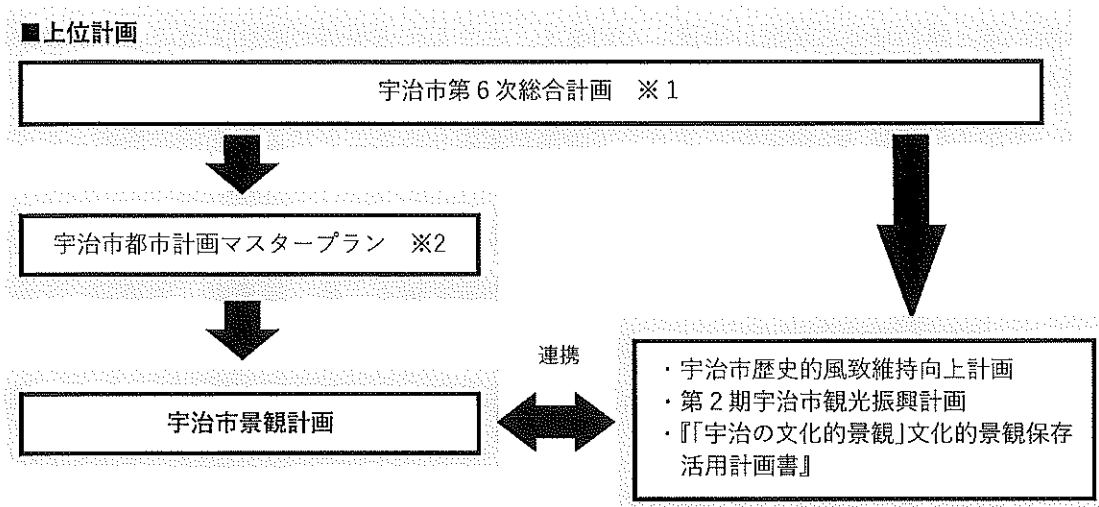 ■上位計画
宇治市第6次総合計画　※1
宇治市都市計画マスタープラン　※2
連携
宇治市景観計画
・宇治市歴史的風致維持向上計画
・第2期宇治市観光振興計画
・『「宇治の文化的景観」文化的景観保存
活用計画書』